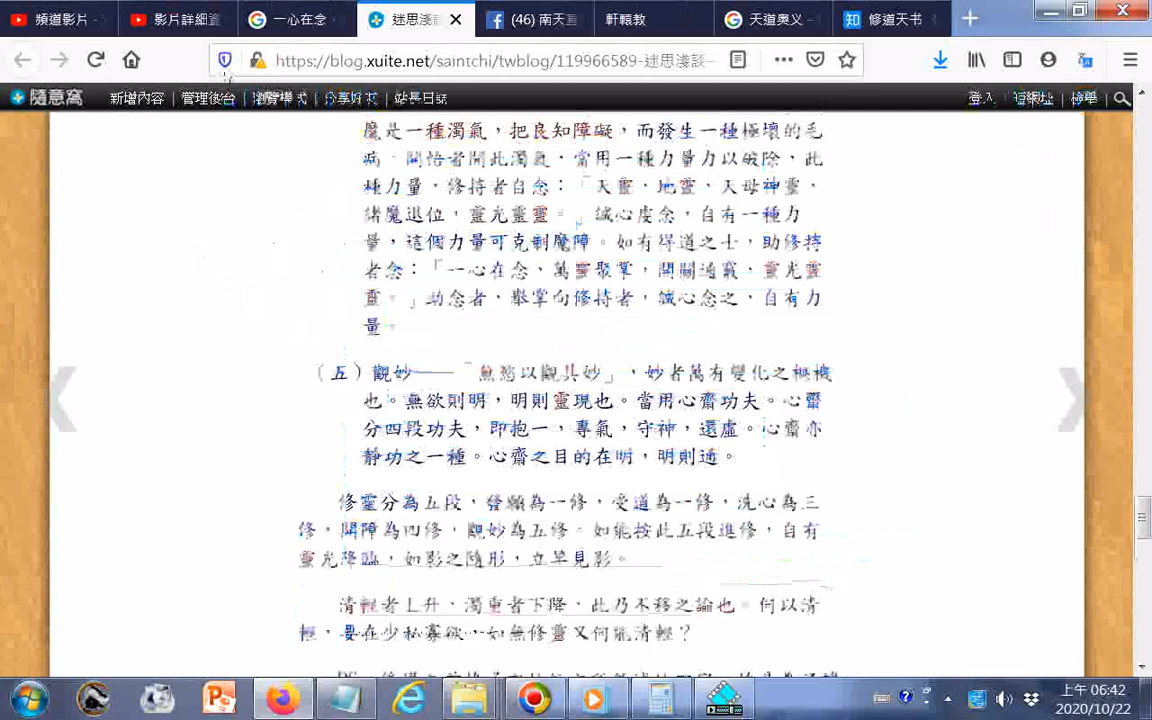 頻道影片 -
影片詳細資
一心在念 -
迷思淺談
(46) 南天直
軒轅教
天道奥义 -
修道天书
https://blog.xuite.net/saintchi/twblog/119966589-迷思淺談—
隨意窩 新增內容 | 管理後台 | 瀏覽模式 | 分享好友 | 站長日誌 登入 | 短網址 | 檢舉
魔是一種濁氣，把良知障礙，而發生一種極壞的毛
病。開悟者開此濁氣，當用一種力量力以破除，此
種力量，修持者自念：「天靈，地靈，天母神靈，
諸魔退位，靈光靈靈。」誠心虔念，自有一種力
量，這個力量可克制魔障。如有得道之士，助修持
者念：「一心在念，萬靈聚掌，開關通竅，靈光靈
靈。」助念者，舉掌向修持者，誠心念之，自有力
量。
（五）觀妙——「無慾以觀其妙」，妙者萬有變化之樞機
也。無欲則明，明則靈現也。當用心齋功夫。心齋
分四段功夫，即抱一，專氣，守神，還虛。心齋亦
靜功之一種。心齋之目的在明，明則通。
修靈分為五段，發願為一修，受道為一修，洗心為三
修，開障為四修，觀妙為五修。如能按此五段進修，自有
靈光降臨，如影之隨形，立竿見影。
清輕者上升，濁重者下降，此乃不移之論也。何以清
輕，要在少私寡欲，如無修靈又何能清輕？
上午 06:42
2020/10/22